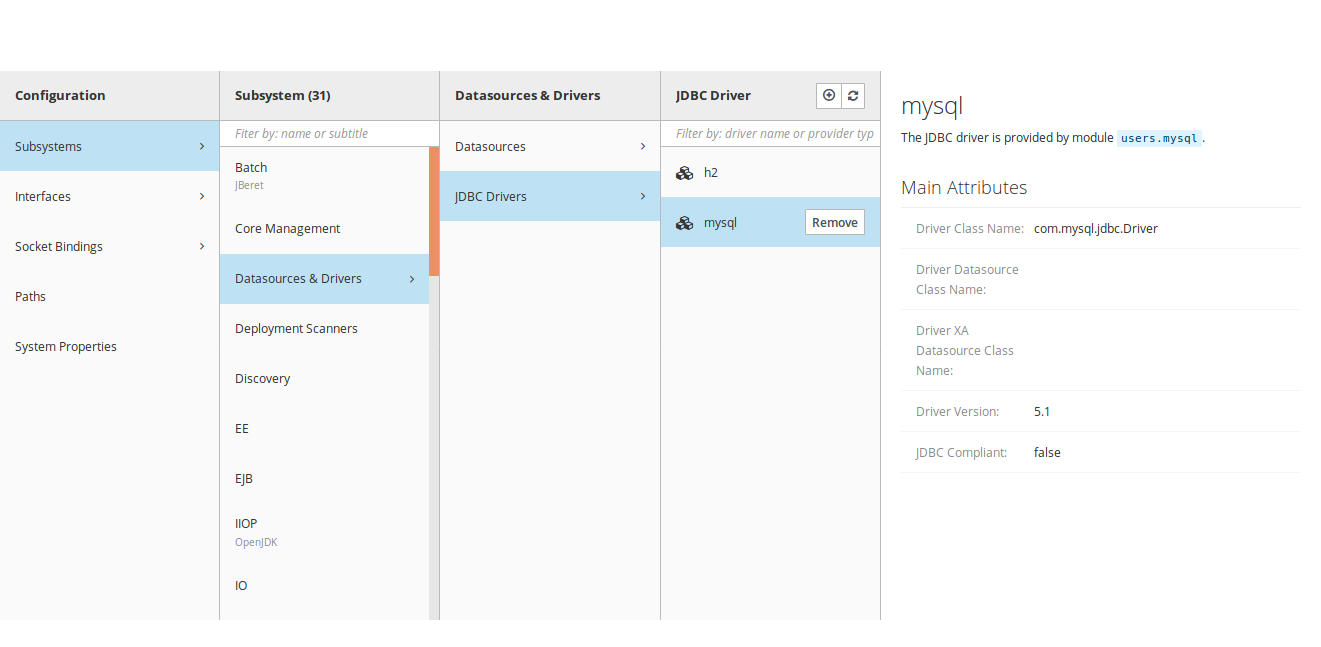 Configuration
Subsystems
Interfaces
Socket Bindings
Paths
System Properties
Subsystem (31)
Fiter by: name or subtitle
Batch
JBeret
Core Management
Datasources & Drivers
Deployment Scanners
Discovery
EE
EJB
IIOP
OpenJDK
IO
Datasources & Drivers
Datasources
JDBC Drivers
JDBC Driver
Filter by: driver name or provider typ
h2
mysql Remove
mysql
The JDBC driver is provided by module users.mysql.
Main Attributes
Driver Class Name: com.mysql.jdbc.Driver
Driver Datasource
Class Name:
Driver XA
Datasource Class
Name:
Driver Version: 5.1
JDBC Compliant: false